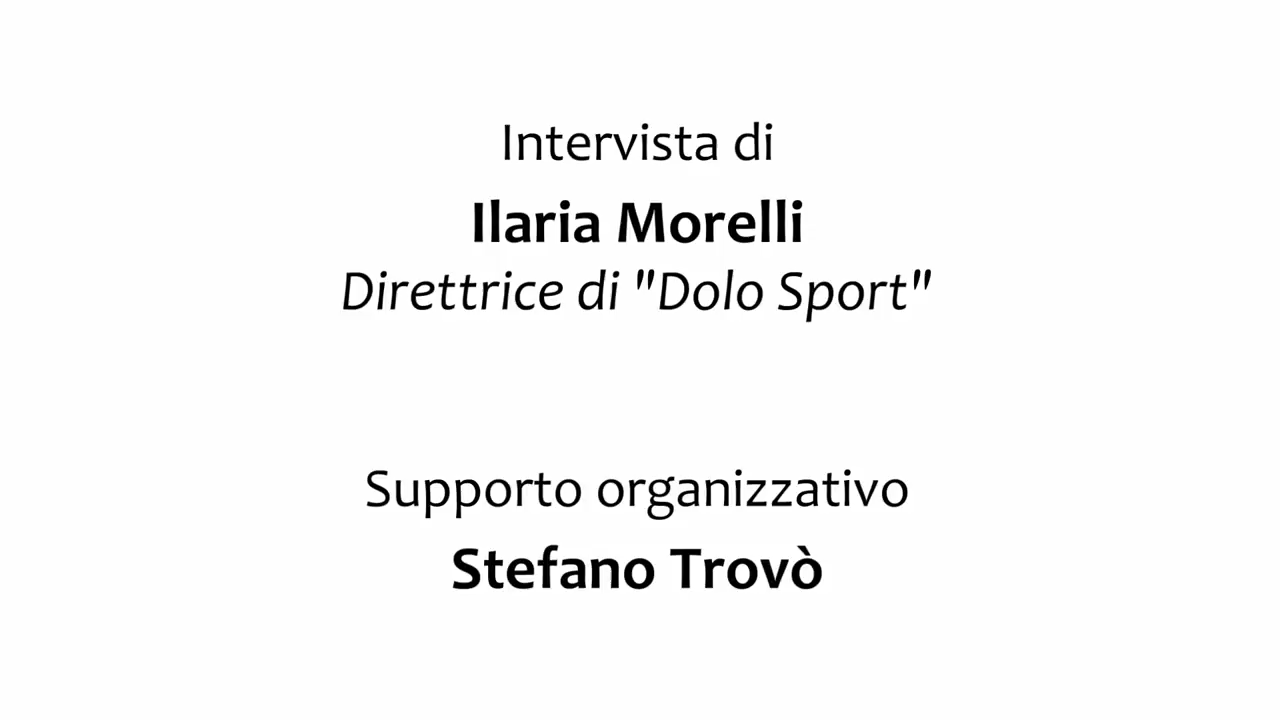 Intervista di
Ilaria Morelli
Direttrice di "Dolo Sport"
Supporto organizzativo
Stefano Trovò